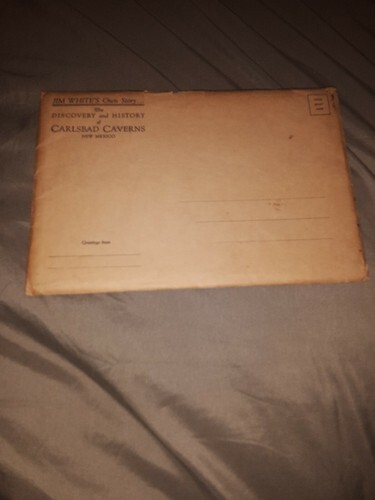 JIM WHITE'S Own Story
The
DISCOVERY and HISTORY
of
CARLSBAD CAVERNS
NEW MEXICO
Greetings from